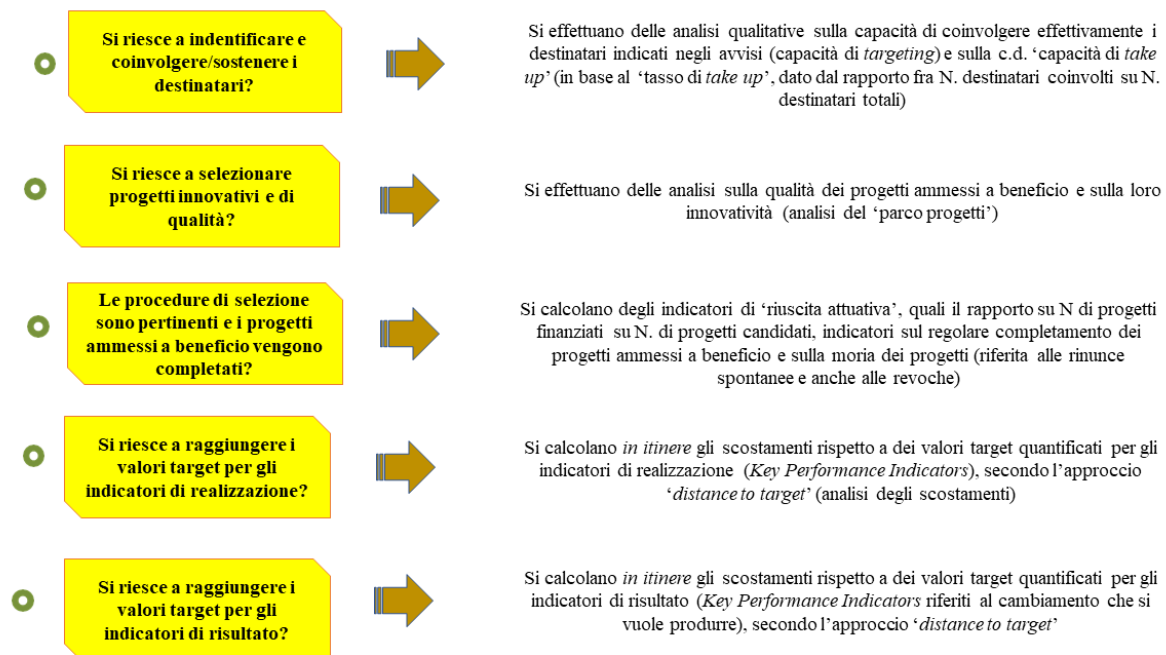 Si riesce a indentificare e
coinvolgere/sostenere i
destinatari?
Si effettuano delle analisi qualitative sulla capacità di coinvolgere effettivamente i
destinatari indicati negli avvisi (capacità di targeting) e sulla c.d. ‘capacità di take
up’ (in base al ‘tasso di take up’, dato dal rapporto fra N. destinatari coinvolti su N.
destinatari totali)
Si riesce a selezionare
progetti innovativi e di
qualità?
Si effettuano delle analisi sulla qualità dei progetti ammessi a beneficio e sulla loro
innovatività (analisi del ‘parco progetti’)
Le procedure di selezione
sono pertinenti e i progetti
ammessi a beneficio vengono
completati?
Si calcolano degli indicatori di ‘riuscita attuativa’, quali il rapporto su N di progetti
finanziati su N. di progetti candidati, indicatori sul regolare completamento dei
progetti ammessi a beneficio e sulla moria dei progetti (riferita alle rinunce
spontanee e anche alle revoche)
Si riesce a raggiungere i
valori target per gli
indicatori di realizzazione?
Si calcolano in itinere gli scostamenti rispetto a dei valori target quantificati per gli
indicatori di realizzazione (Key Performance Indicators), secondo l’approccio
‘distance to target’ (analisi degli scostamenti)
Si riesce a raggiungere i
valori target per gli
indicatori di risultato?
Si calcolano in itinere gli scostamenti rispetto a dei valori target quantificati per gli
indicatori di risultato (Key Performance Indicators riferiti al cambiamento che si
vuole produrre), secondo l’approccio ‘distance to target’